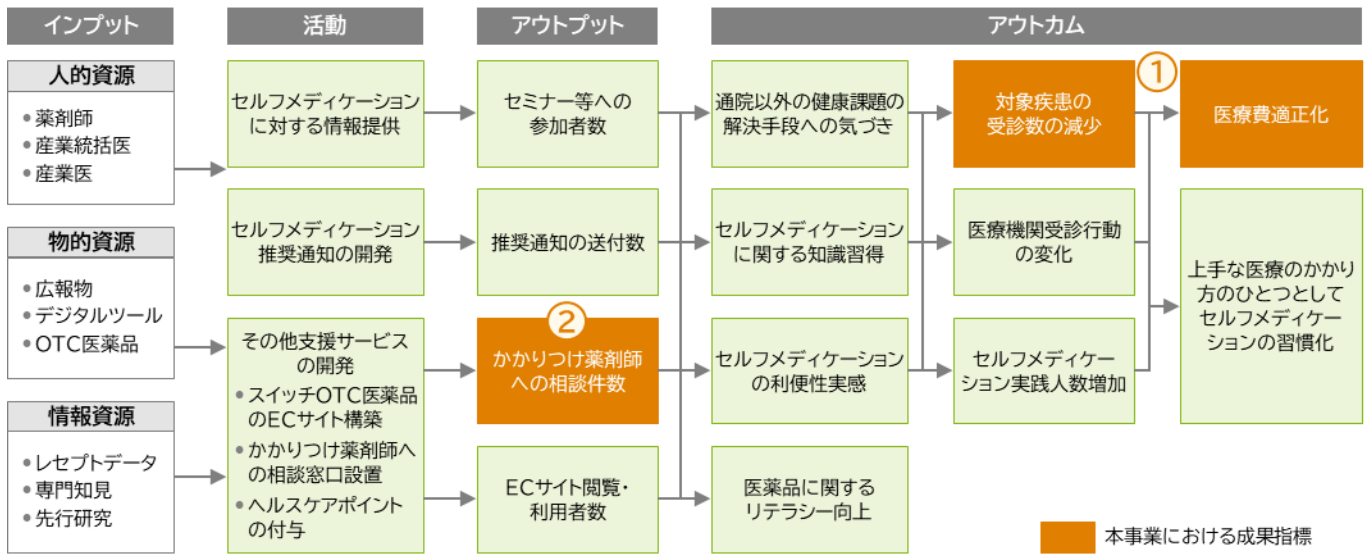 インプット
活動
アウトプット
アウトカム
人的資源
●薬剤師
●産業統括医
●産業医
物的資源
●広報物
●デジタルツール
●OTC医薬品
情報資源
●レセプトデータ
●専門知見
●先行研究
セルフメディケーション
に対する情報提供
セルフメディケーション
推奨通知の開発
その他支援サービス
の開発
●スイッチOTC医薬品
のECサイト構築
●かかりつけ薬剤師へ
の相談窓口設置
●ヘルスケアポイント
の付与
セミナー等への
参加者数
推奨通知の送付数
②
かかりつけ薬剤師
への相談件数
ECサイト閲覧・
利用者数
通院以外の健康課題の
解決手段への気づき
セルフメディケーション
に関する知識習得
セルフメディケーション
の利便性実感
医薬品に関する
リテラシー向上
対象疾患の
受診数の減少
医療機関受診行動
の変化
セルフメディケー
ション実践人数増加
①
医療費適正化
上手な医療のかかり
方のひとつとして
セルフメディケー
ションの習慣化
本事業における成果指標